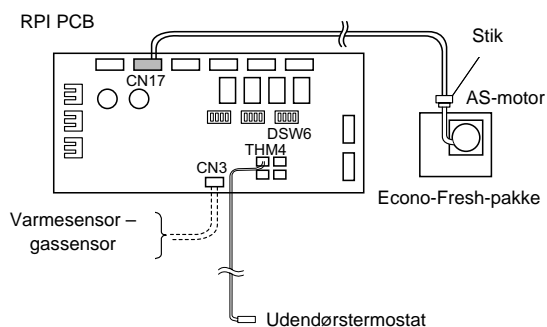 RPI PCB
Stik
CN17
AS-motor
DSW6
THM4
CN3
Econo-Fresh-pakke
Varmesensor –
gassensor
Udendørstermostat